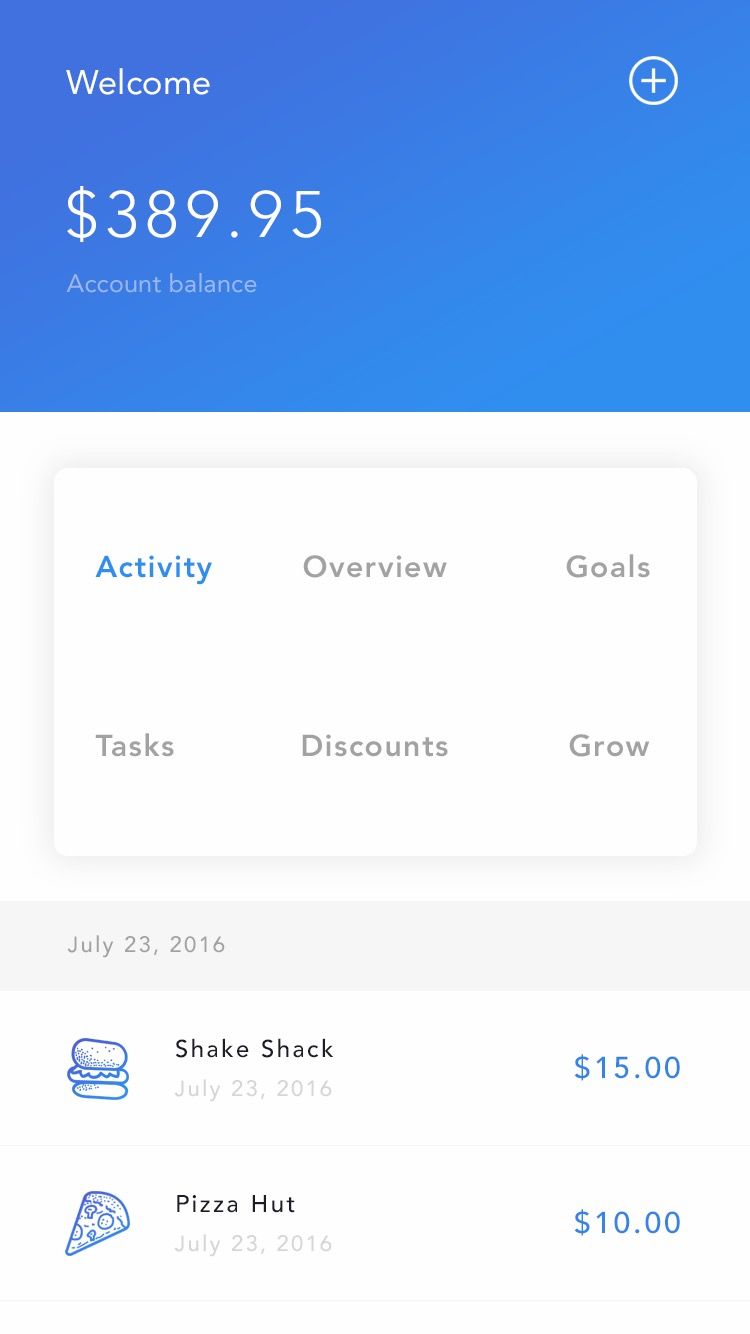 Welcome
$389.95
Account balance
Activity Overview Goals
Tasks Discounts Grow
July 23, 2016
Shake Shack
July 23, 2016
$15.00
Pizza Hut
July 23, 2016
$10.00